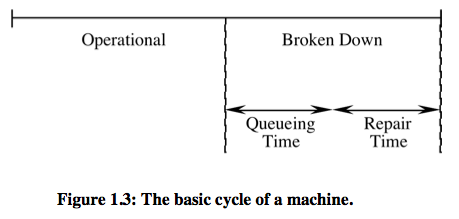 Operational Broken Down
Queueing Repair
Time Time
Figure 1.3: The basic cycle of a machine.